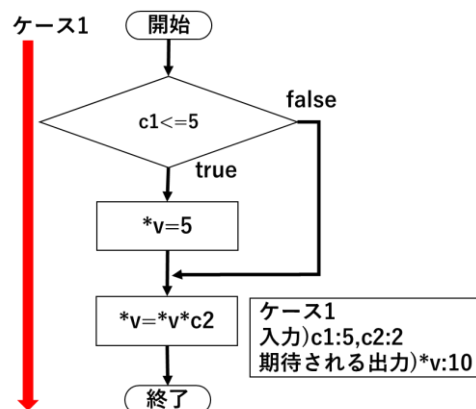 ケース1
開始
c1<=5
false
true
*v=5
*v=*v*c2
ケース1
入力)c1:5,c2:2
期待される出力)*v:10
終了